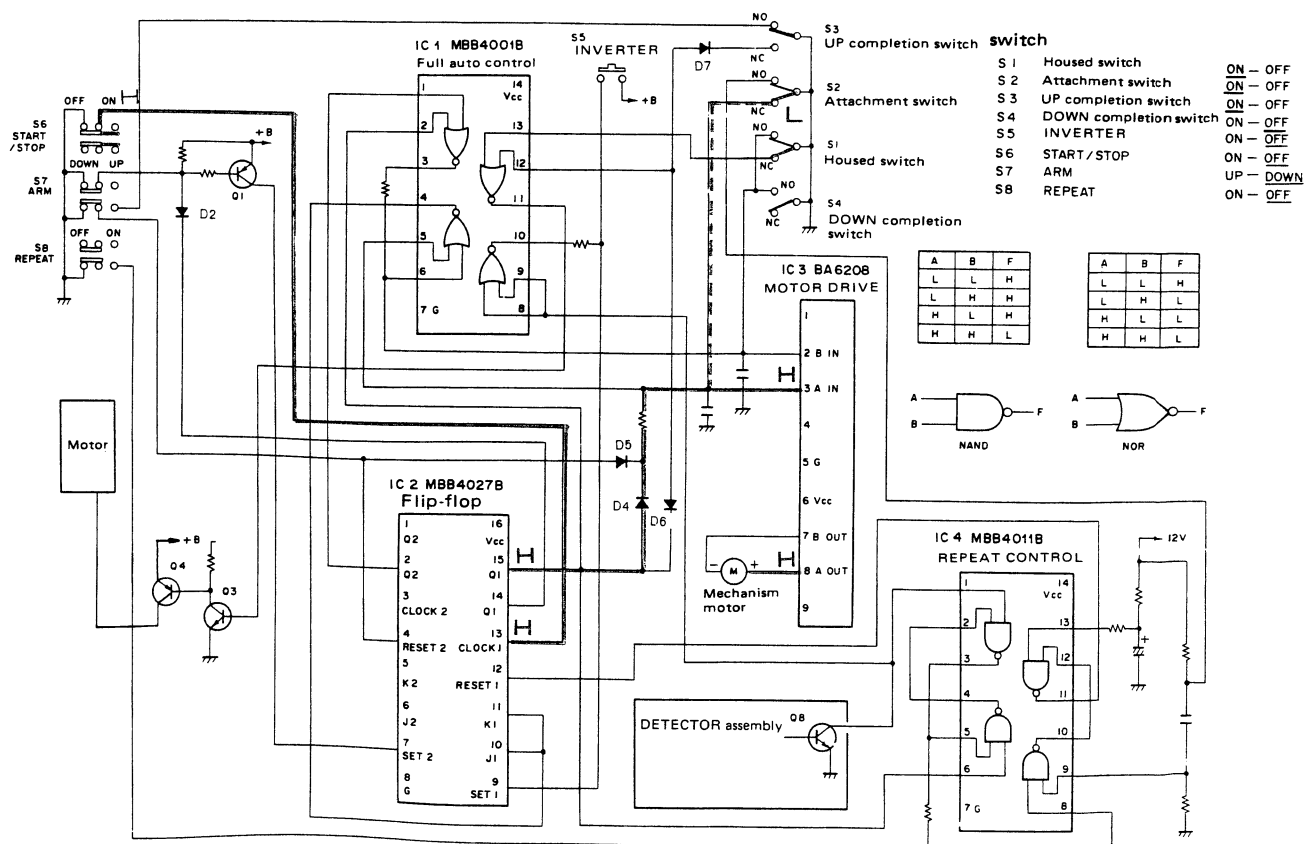 NO
S3
UP completion switch
NC
D7
IC 1 MBB4001B
Full auto control
S5
INVERTER
+B
switch
S 1 Housed switch ON – OFF
S 2 Attachment switch ON – OFF
S 3 UP completion switch ON – OFF
S 4 DOWN completion switch ON – OFF
S5 INVERTER ON – OFF
S6 START/STOP ON – OFF
S7 ARM UP – DOWN
S8 REPEAT ON – OFF
NO
S2
Attachment switch
NC
L
NO
S1
Housed switch
NC
NO
S4
NC
DOWN completion
switch
OFF ON H
S6
START
/STOP
DOWN UP
S7
ARM
OFF ON
S8
REPEAT
+B
Q1
D2
1
2
3
4
5
6
7 G
14
Vcc
13
12
11
10
9
8
IC 3 BA6208
MOTOR DRIVE
1
2 B IN
H
3 A IN
4
5 G
6 Vcc
7 B OUT
H
8 A OUT
9
A B F
L L H
L H H
H L H
H H L
A B F
L L H
L H L
H L L
H H L
A
B
F
NAND
A
B
F
NOR
Motor
+B
Q4
Q3
D5
D4
D6
IC 2 MBB4027B
Flip-flop
1
Q2
2
Q2
3
CLOCK 2
4
RESET 2
5
K2
6
J2
7
SET 2
8
G
16
Vcc
15
Q1
H
14
Q1
13
CLOCK 1
H
12
RESET 1
11
K1
10
J1
9
SET 1
– M +
Mechanism
motor
DETECTOR assembly
Q8
IC 4 MBB4011B
REPEAT CONTROL
12V
1
2
3
4
5
6
7 G
14
Vcc
13
12
11
10
9
8
+